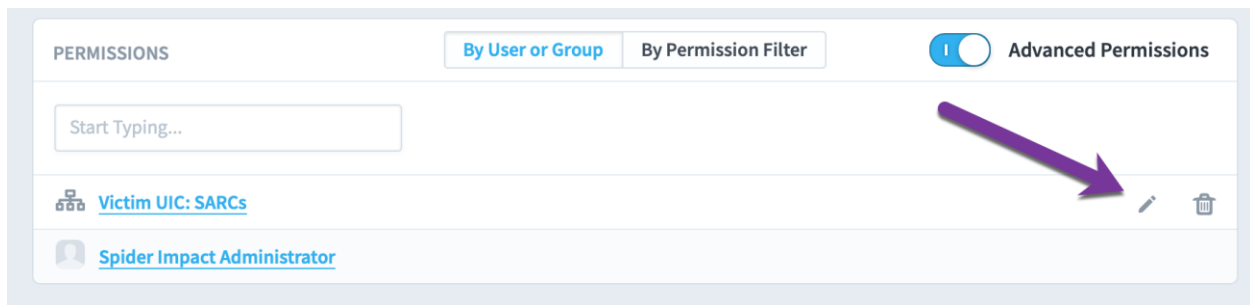 PERMISSIONS By User or Group By Permission Filter Advanced Permissions
Start Typing...
Victim UIC: SARCs
Spider Impact Administrator